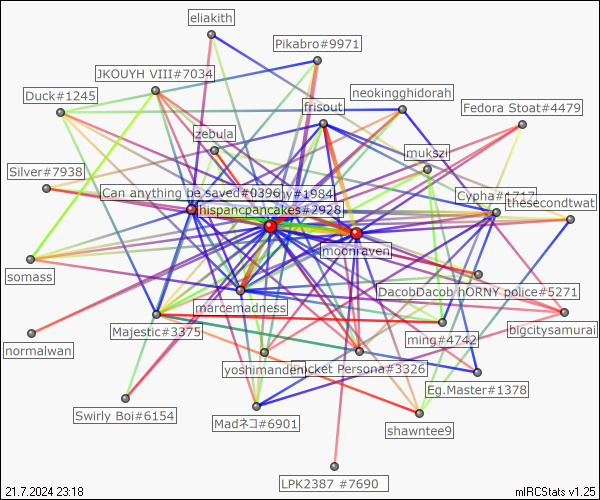 eliakith
Pikabro#9971
JKOUYH VIII#7034
Duck#1245
neokingghidorah
frisout
Fedora Stoat#4479
zebula
mukszi
Silver#7938
Can anything be saved#0396
hy#1984
Cypha#1717
thesecondtwat
hispancpancakes#2928
moonraven
somass
DacobDacob
hORNY police#5271
marcemadness
Majestic#3375
bigcitysamurai
ming#4742
normalwan
yoshimanden
cket Persona#3326
Eg.Master#1378
Swirly Boi#6154
Madネコ#6901
shawntee9
LPK2387 #7690
21.7.2024 23:18
mIRCStats v1.25